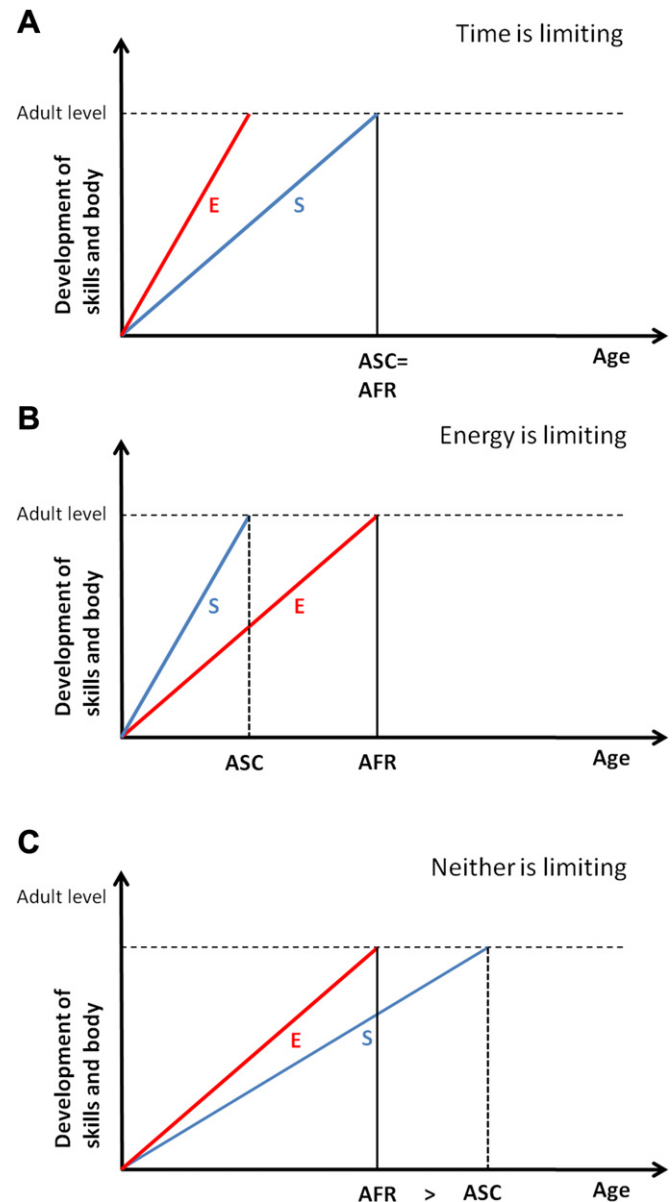 A
Time is limiting
Adult level
Development of
skills and body
E
S
ASC=
AFR
Age
B
Energy is limiting
Adult level
Development of
skills and body
S
E
ASC
AFR
Age
C
Neither is limiting
Adult level
Development of
skills and body
E
S
AFR > ASC
Age